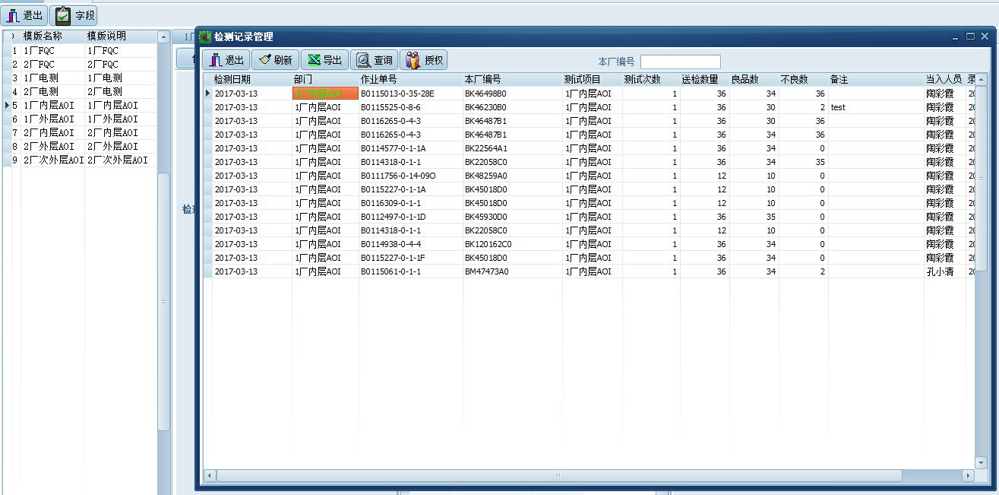 退出 字段
模版名称 模版说明
1 1厂FQC 1厂FQC
2 2厂FQC 2厂FQC
3 1厂电测 1厂电测
4 2厂电测 2厂电测
5 1厂内层AOI 1厂内层AOI
6 1厂外层AOI 1厂外层AOI
7 2厂内层AOI 2厂内层AOI
8 2厂外层AOI 2厂外层AOI
9 2厂次外层AOI 2厂次外层AOI
检测记录管理
退出 刷新 导出 查询 授权 本厂编号
检测日期 部门 作业单号 本厂编号 测试项目 测试次数 送检数量 良品数 不良数 备注 当入人员 录
2017-03-13 1厂内层AOI B0115013-0-35-28E BK46498B0 1厂内层AOI 1 36 34 36 陶彩霞 20
2017-03-13 1厂内层AOI B0115525-0-8-6 BK46230B0 1厂内层AOI 1 36 30 2 test 陶彩霞 20
2017-03-13 1厂内层AOI B0116265-0-4-3 BK46487B1 1厂内层AOI 1 36 30 36 陶彩霞 20
2017-03-13 1厂内层AOI B0116265-0-4-3 BK46487B1 1厂内层AOI 1 36 34 36 陶彩霞 20
2017-03-13 1厂内层AOI B0114577-0-1-1A BK22564A1 1厂内层AOI 1 36 34 0 陶彩霞 20
2017-03-13 1厂内层AOI B0114318-0-1-1 BK22058C0 1厂内层AOI 1 36 34 35 陶彩霞 20
2017-03-13 1厂内层AOI B0111756-0-14-09O BK48259A0 1厂内层AOI 1 12 10 0 陶彩霞 20
2017-03-13 1厂内层AOI B0115227-0-1-1A BK45018D0 1厂内层AOI 1 12 10 0 陶彩霞 20
2017-03-13 1厂内层AOI B0116309-0-1-1 BK45018D0 1厂内层AOI 1 12 10 0 陶彩霞 20
2017-03-13 1厂内层AOI B0112497-0-1-1D BK45930D0 1厂内层AOI 1 36 35 0 陶彩霞 20
2017-03-13 1厂内层AOI B0114318-0-1-1 BK22058C0 1厂内层AOI 1 12 10 0 陶彩霞 20
2017-03-13 1厂内层AOI B0114938-0-4-4 BK120162C0 1厂内层AOI 1 36 34 0 陶彩霞 20
2017-03-13 1厂内层AOI B0115227-0-1-1F BK45018D0 1厂内层AOI 1 36 34 0 陶彩霞 20
2017-03-13 1厂内层AOI B0115061-0-1-1 BM47473A0 1厂内层AOI 1 36 34 2 孔小清 20